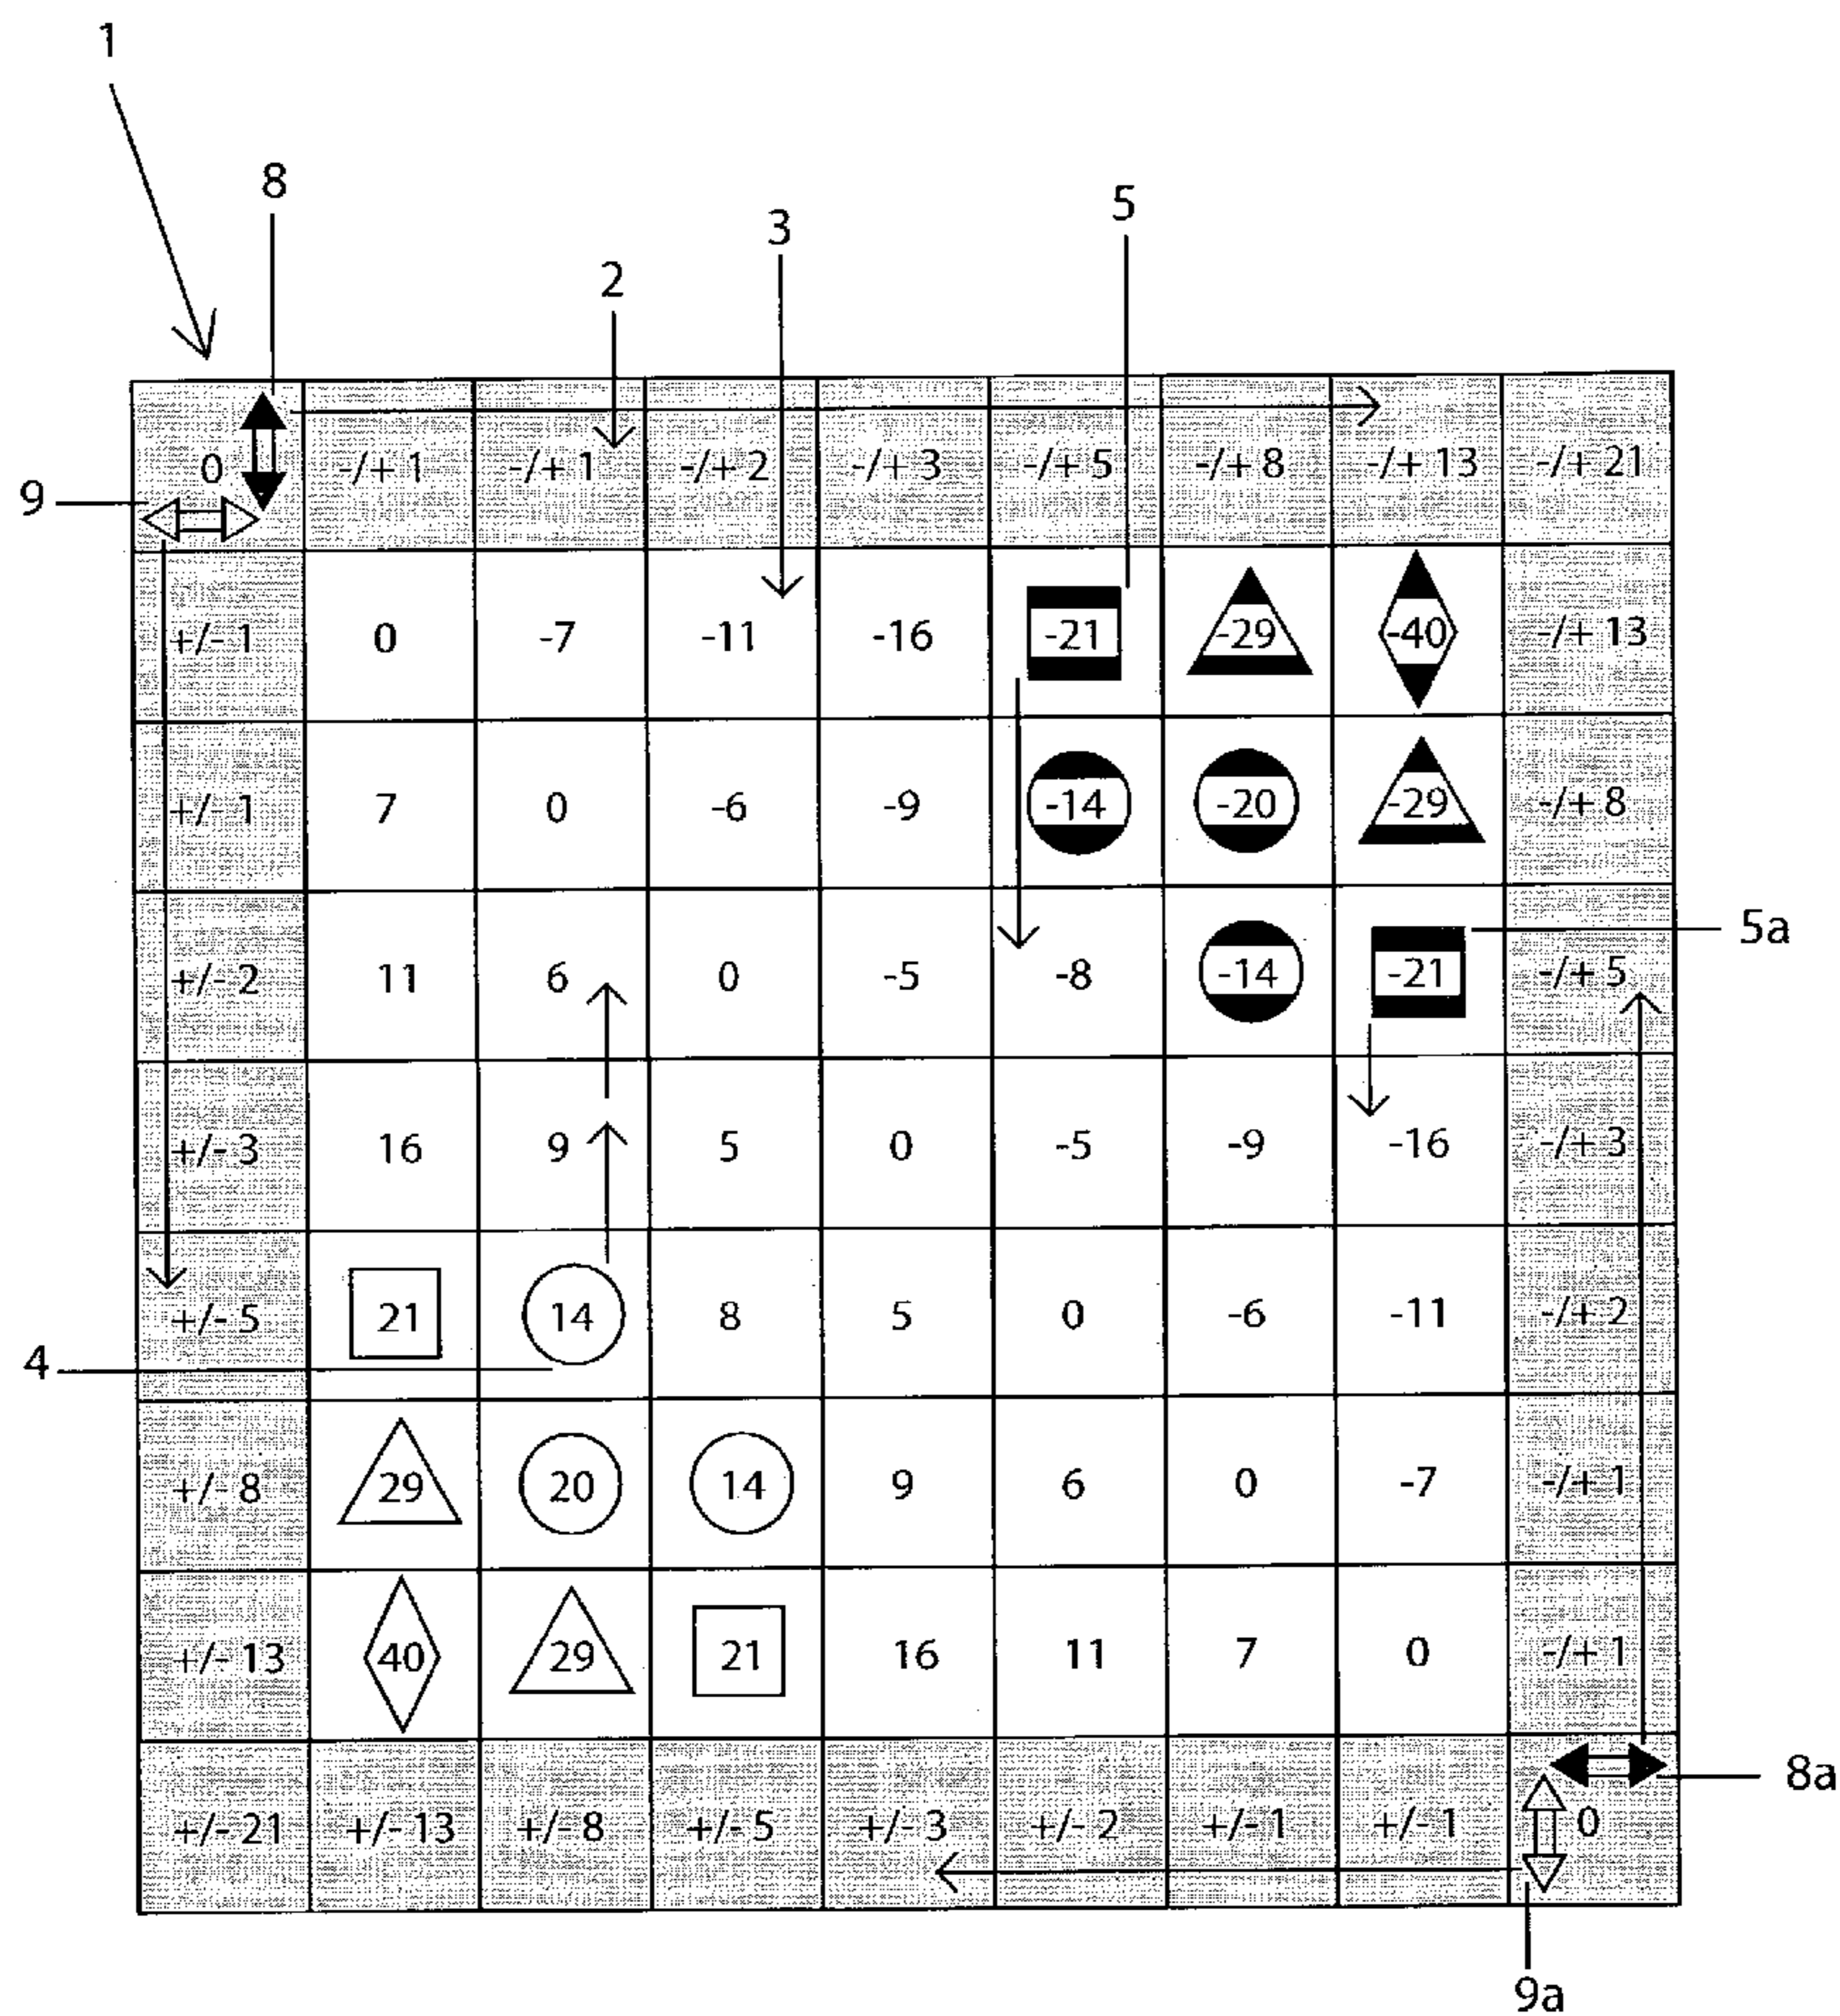 1
8
5
3
2
0 -/+ 1 -/+ 1 -/+ 2 -/+ 3 -/+ 5 -/+ 8 -/+ 13 -/+ 21
9
+/- 1 0 -7 -11 -16 -21 -29 -40 -/+ 13
+/- 1 7 0 -6 -9 -14 -20 -29 -/+ 8
5a
+/- 2 11 6 0 -5 -8 -14 -21 -/+ 5
+/- 3 16 9 5 0 -5 -9 -16 -/+ 3
+/- 5 21 14 8 5 0 -6 -11 -/+ 2
4
+/- 8 29 20 14 9 6 0 -7 -/+ 1
+/- 13 40 29 21 16 11 7 0 -/+ 1
8a
+/- 21 +/- 13 +/- 8 +/- 5 +/- 3 +/- 2 +/- 1 +/- 1 0
9a